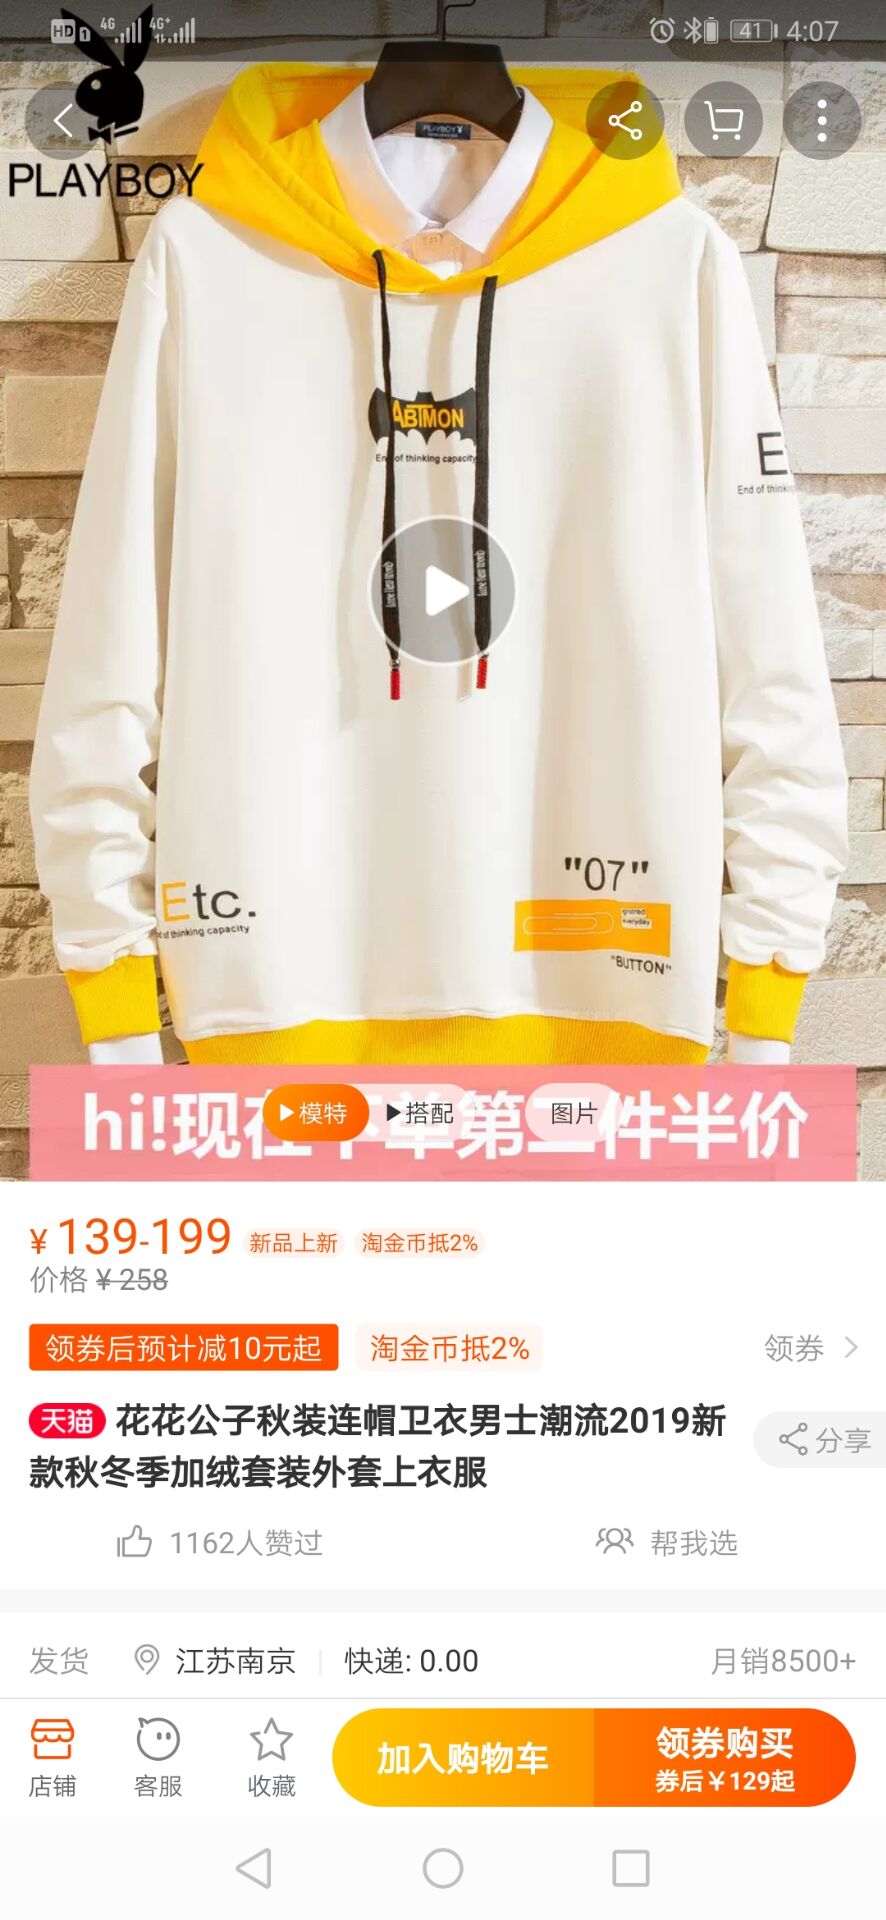 HD 1 4G 4G+ 41 4:07
PLAYBOY
PLAYBOY
ABTMON
End of thinking capacity
E
End of thinking
"07"
Etc.
of thinking capacity
ignored
everyday
"BUTTON"
▶模特 ▶搭配 图片
hi!现在下单第二件半价
¥139-199 新品上新 淘金币抵2%
价格 ¥258
领券后预计减10元起 淘金币抵2% 领券 >
天猫 花花公子秋装连帽卫衣男士潮流2019新
款秋冬季加绒套装外套上衣服
分享
1162人赞过 帮我选
发货 江苏南京 快递: 0.00 月销8500+
店铺 客服 收藏 加入购物车 领券购买
券后¥129起